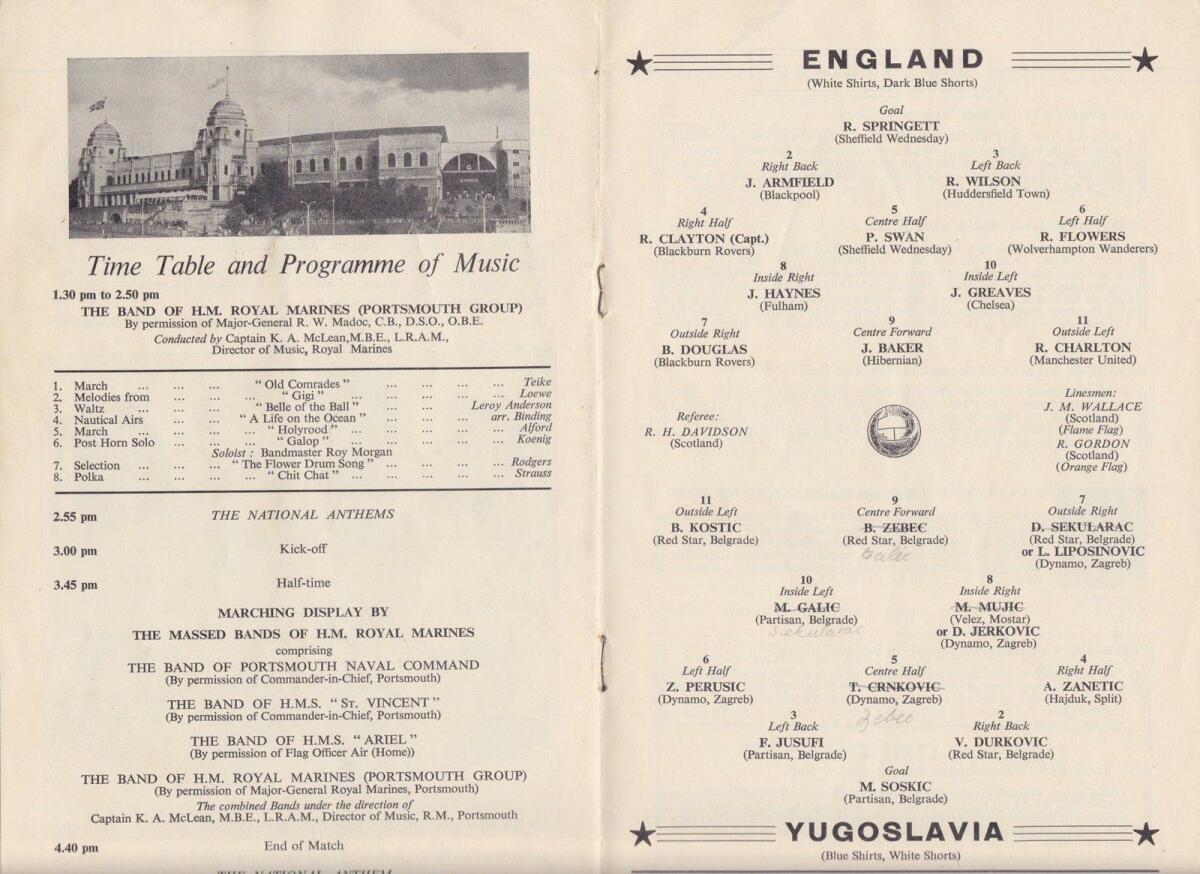 Time Table and Programme of Music
1.30 pm to 2.50 pm
THE BAND OF H.M. ROYAL MARINES (PORTSMOUTH GROUP)
By permission of Major-General R. W. Madoc, C.B., D.S.O., O.B.E.
Conducted by Captain K. A. McLean,M.B.E., L.R.A.M.,
Director of Music, Royal Marines
1. March ... ... ... "Old Comrades" ... ... ... ... Teike
2. Melodies from ... ... "Gigi" ... ... ... ... Loewe
3. Waltz ... ... ... "Belle of the Ball" ... ... Leroy Anderson
4. Nautical Airs ... ... "A Life on the Ocean" ... ... arr. Binding
5. March ... ... ... "Holyrood" ... ... ... ... Alford
6. Post Horn Solo ... ... "Galop" ... ... ... ... Koenig
Soloist : Bandmaster Roy Morgan
7. Selection ... ... ... "The Flower Drum Song" ... ... ... Rodgers
8. Polka ... ... ... ... "Chit Chat" ... ... ... ... Strauss
2.55 pm THE NATIONAL ANTHEMS
3.00 pm Kick-off
3.45 pm Half-time
MARCHING DISPLAY BY
THE MASSED BANDS OF H.M. ROYAL MARINES
comprising
THE BAND OF PORTSMOUTH NAVAL COMMAND
(By permission of Commander-in-Chief, Portsmouth)
THE BAND OF H.M.S. "ST. VINCENT"
(By permission of Commander-in-Chief, Portsmouth)
THE BAND OF H.M.S. "ARIEL"
(By permission of Flag Officer Air (Home))
THE BAND OF H.M. ROYAL MARINES (PORTSMOUTH GROUP)
(By permission of Major-General Royal Marines, Portsmouth)
The combined Bands under the direction of
Captain K. A. McLean, M.B.E., L.R.A.M., Director of Music, R.M., Portsmouth
4.40 pm End of Match
THE NATIONAL ANTHEM
ENGLAND
(White Shirts, Dark Blue Shorts)
Goal
R. SPRINGETT
(Sheffield Wednesday)
2 3
Right Back Left Back
J. ARMFIELD R. WILSON
(Blackpool) (Huddersfield Town)
4 5 6
Right Half Centre Half Left Half
R. CLAYTON (Capt.) P. SWAN R. FLOWERS
(Blackburn Rovers) (Sheffield Wednesday) (Wolverhampton Wanderers)
8 10
Inside Right Inside Left
J. HAYNES J. GREAVES
(Fulham) (Chelsea)
7 9 11
Outside Right Centre Forward Outside Left
B. DOUGLAS J. BAKER R. CHARLTON
(Blackburn Rovers) (Hibernian) (Manchester United)
Referee:
R. H. DAVIDSON
(Scotland)
Linesmen:
J. M. WALLACE
(Scotland)
(Flame Flag)
R. GORDON
(Scotland)
(Orange Flag)
11 9 7
Outside Left Centre Forward Outside Right
B. KOSTIC B. ZEBEC D. SEKULARAC
(Red Star, Belgrade) (Red Star, Belgrade) (Red Star, Belgrade)
Galic or L. LIPOSINOVIC
(Dynamo, Zagreb)
10 8
Inside Left Inside Right
M. GALIC M. MUJIC
(Partisan, Belgrade) (Velez, Mostar)
Sekularac or D. JERKOVIC
(Dynamo, Zagreb)
6 5 4
Left Half Centre Half Right Half
Z. PERUSIC T. CRNKOVIC A. ZANETIC
(Dynamo, Zagreb) (Dynamo, Zagreb) (Hajduk, Split)
Zebec
3 2
Left Back Right Back
F. JUSUFI V. DURKOVIC
(Partisan, Belgrade) (Red Star, Belgrade)
Goal
M. SOSKIC
(Partisan, Belgrade)
YUGOSLAVIA
(Blue Shirts, White Shorts)